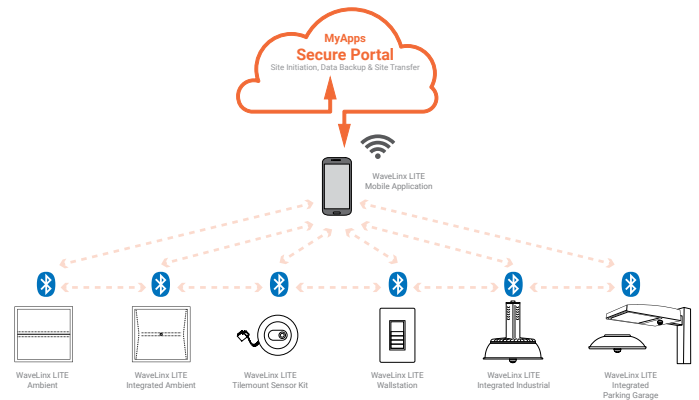 MyApps
Secure Portal
Site Initiation, Data Backup & Site Transfer
WaveLinx LITE
Mobile Application
WaveLinx LITE
Ambient
WaveLinx LITE
Integrated Ambient
WaveLinx LITE
Tilemount Sensor Kit
WaveLinx LITE
Wallstation
WaveLinx LITE
Integrated Industrial
WaveLinx LITE
Integrated
Parking Garage